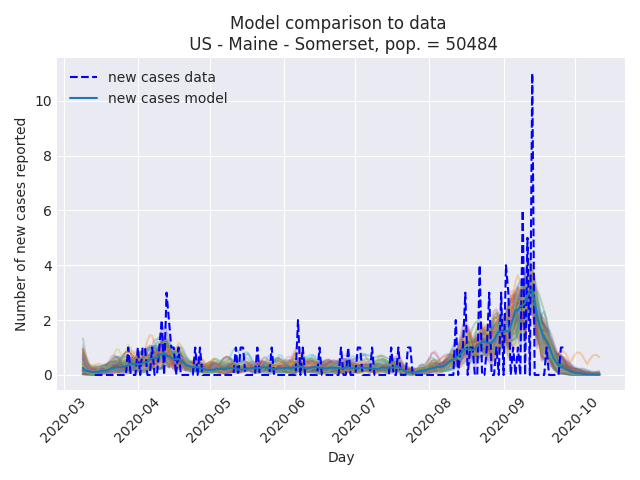 Model comparison to data
US - Maine - Somerset, pop. = 50484
new cases data
new cases model
Number of new cases reported
10
8
6
4
2
0
2020-03
2020-04
2020-05
2020-06
2020-07
2020-08
2020-09
2020-10
Day